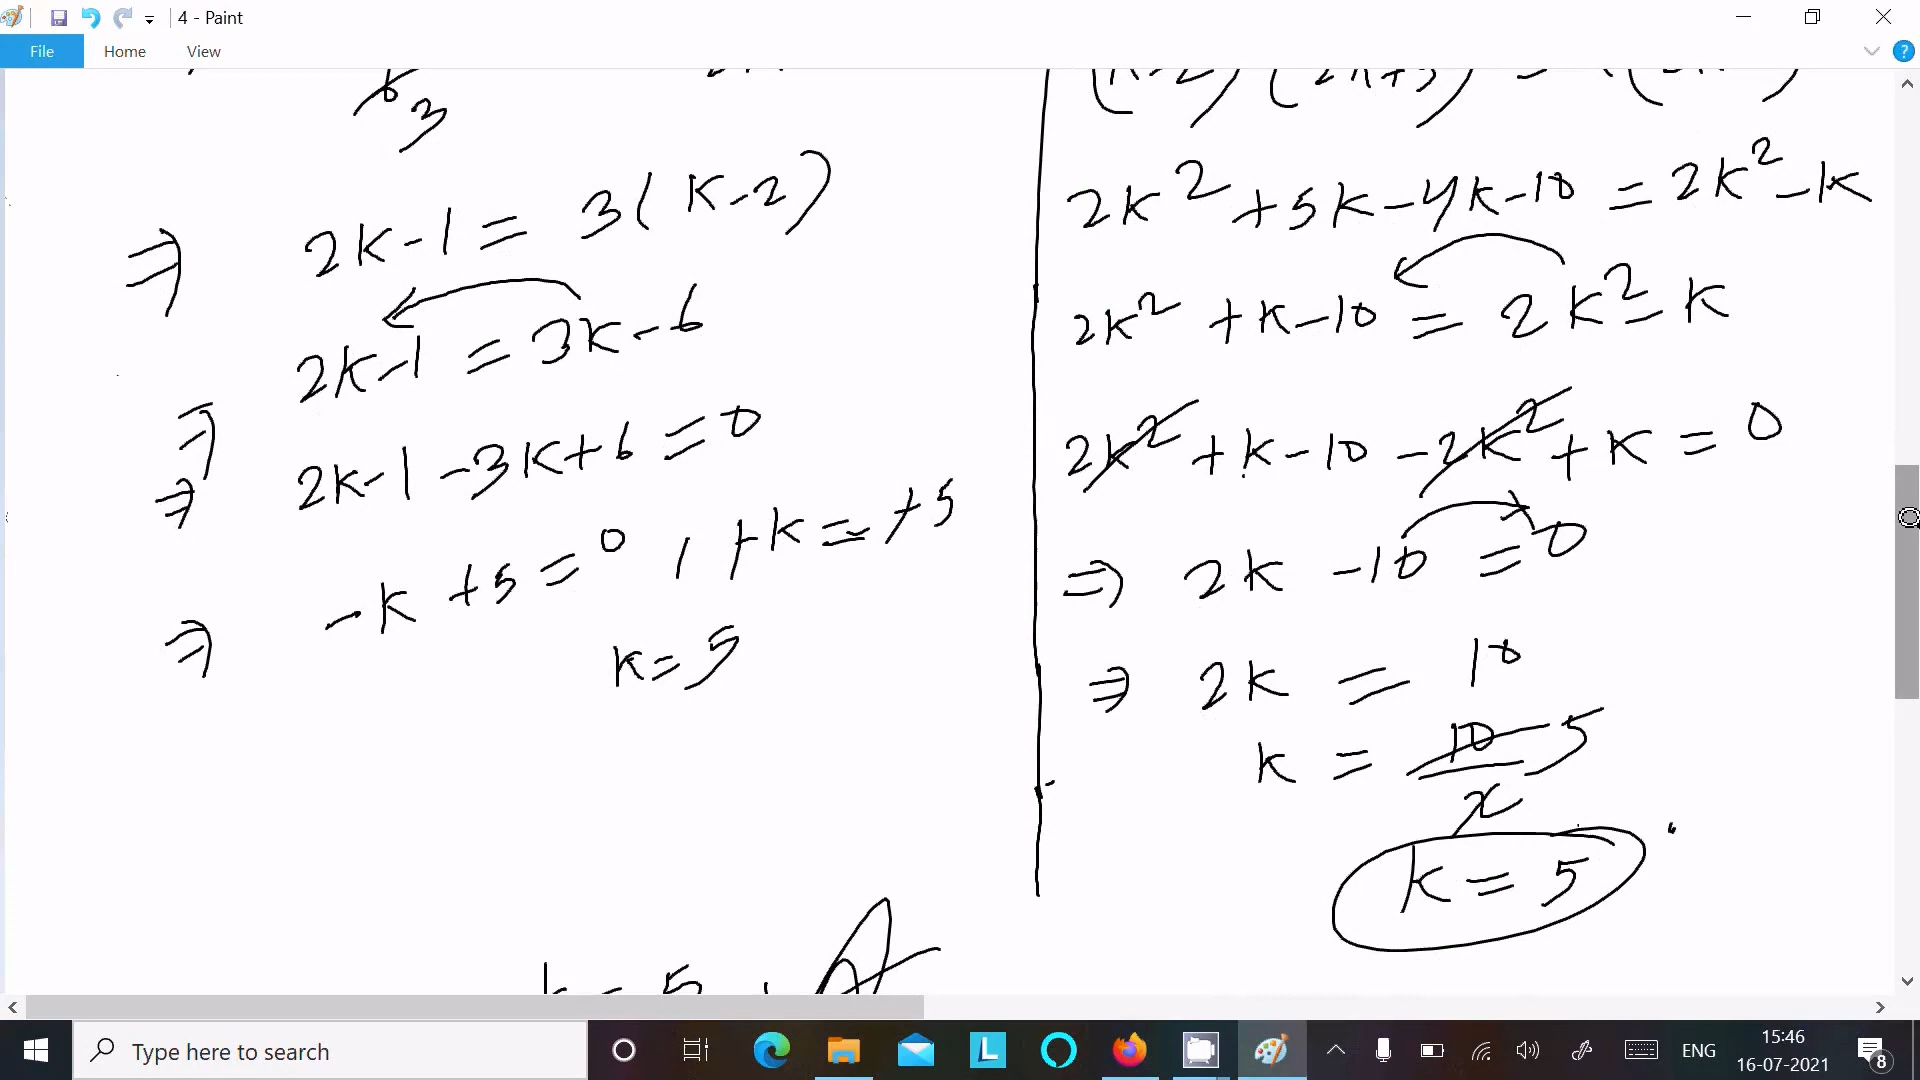 4 - Paint
File Home View
3
⇒ 2k-1 = 3(k-2)
2k-1 = 3k-6
⇒
⇒ 2k-1-3k+6=0
⇒ -k+5=0, +k=+5
k=5
2k²+5k-4k-10=2k²-k
2k²+k-10=2k²-k
2k²+k-10-2k²+k=0
⇒ 2k-10=0
⇒ 2k=10
k=10/2 5
k=5
k=5,
Type here to search
ENG
15:46
16-07-2021
8